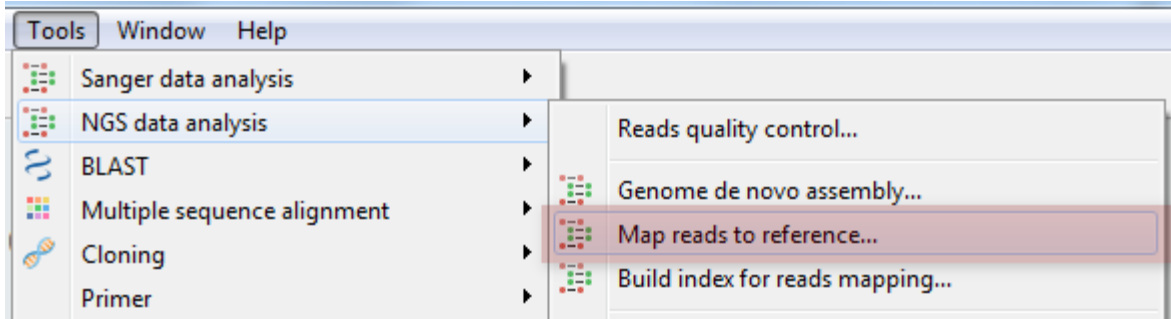 Tools Window Help
Sanger data analysis
NGS data analysis
BLAST
Multiple sequence alignment
Cloning
Primer
Reads quality control...
Genome de novo assembly...
Map reads to reference...
Build index for reads mapping...